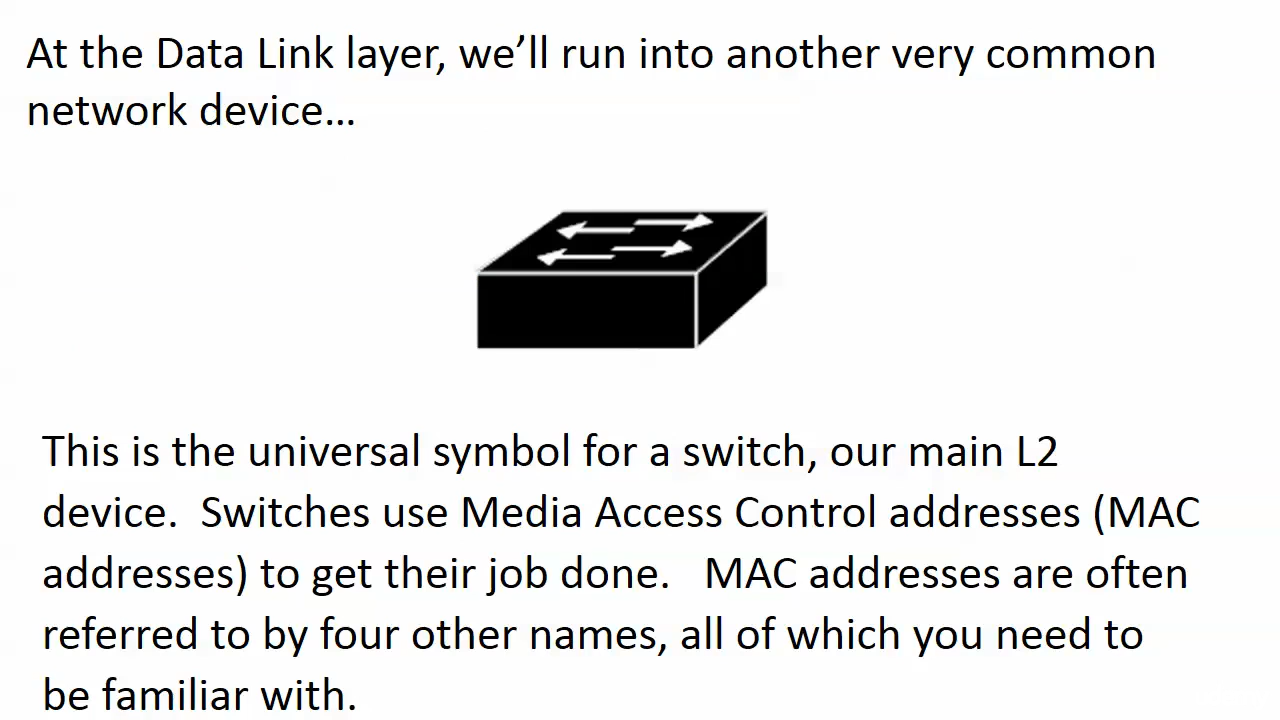 At the Data Link layer, we’ll run into another very common
network device…
This is the universal symbol for a switch, our main L2
device.  Switches use Media Access Control addresses (MAC
addresses) to get their job done.   MAC addresses are often
referred to by four other names, all of which you need to
be familiar with.